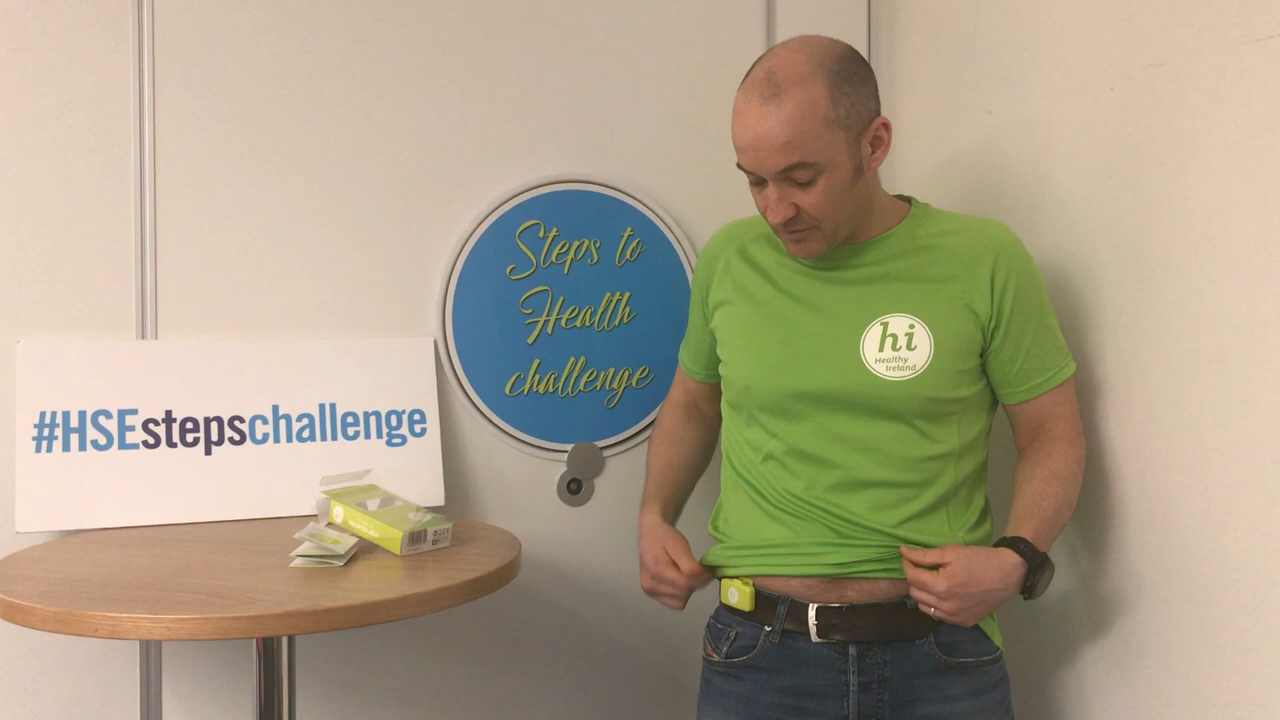 #HSEstepschallenge
Steps to
Health
challenge
hi
Healthy
Ireland